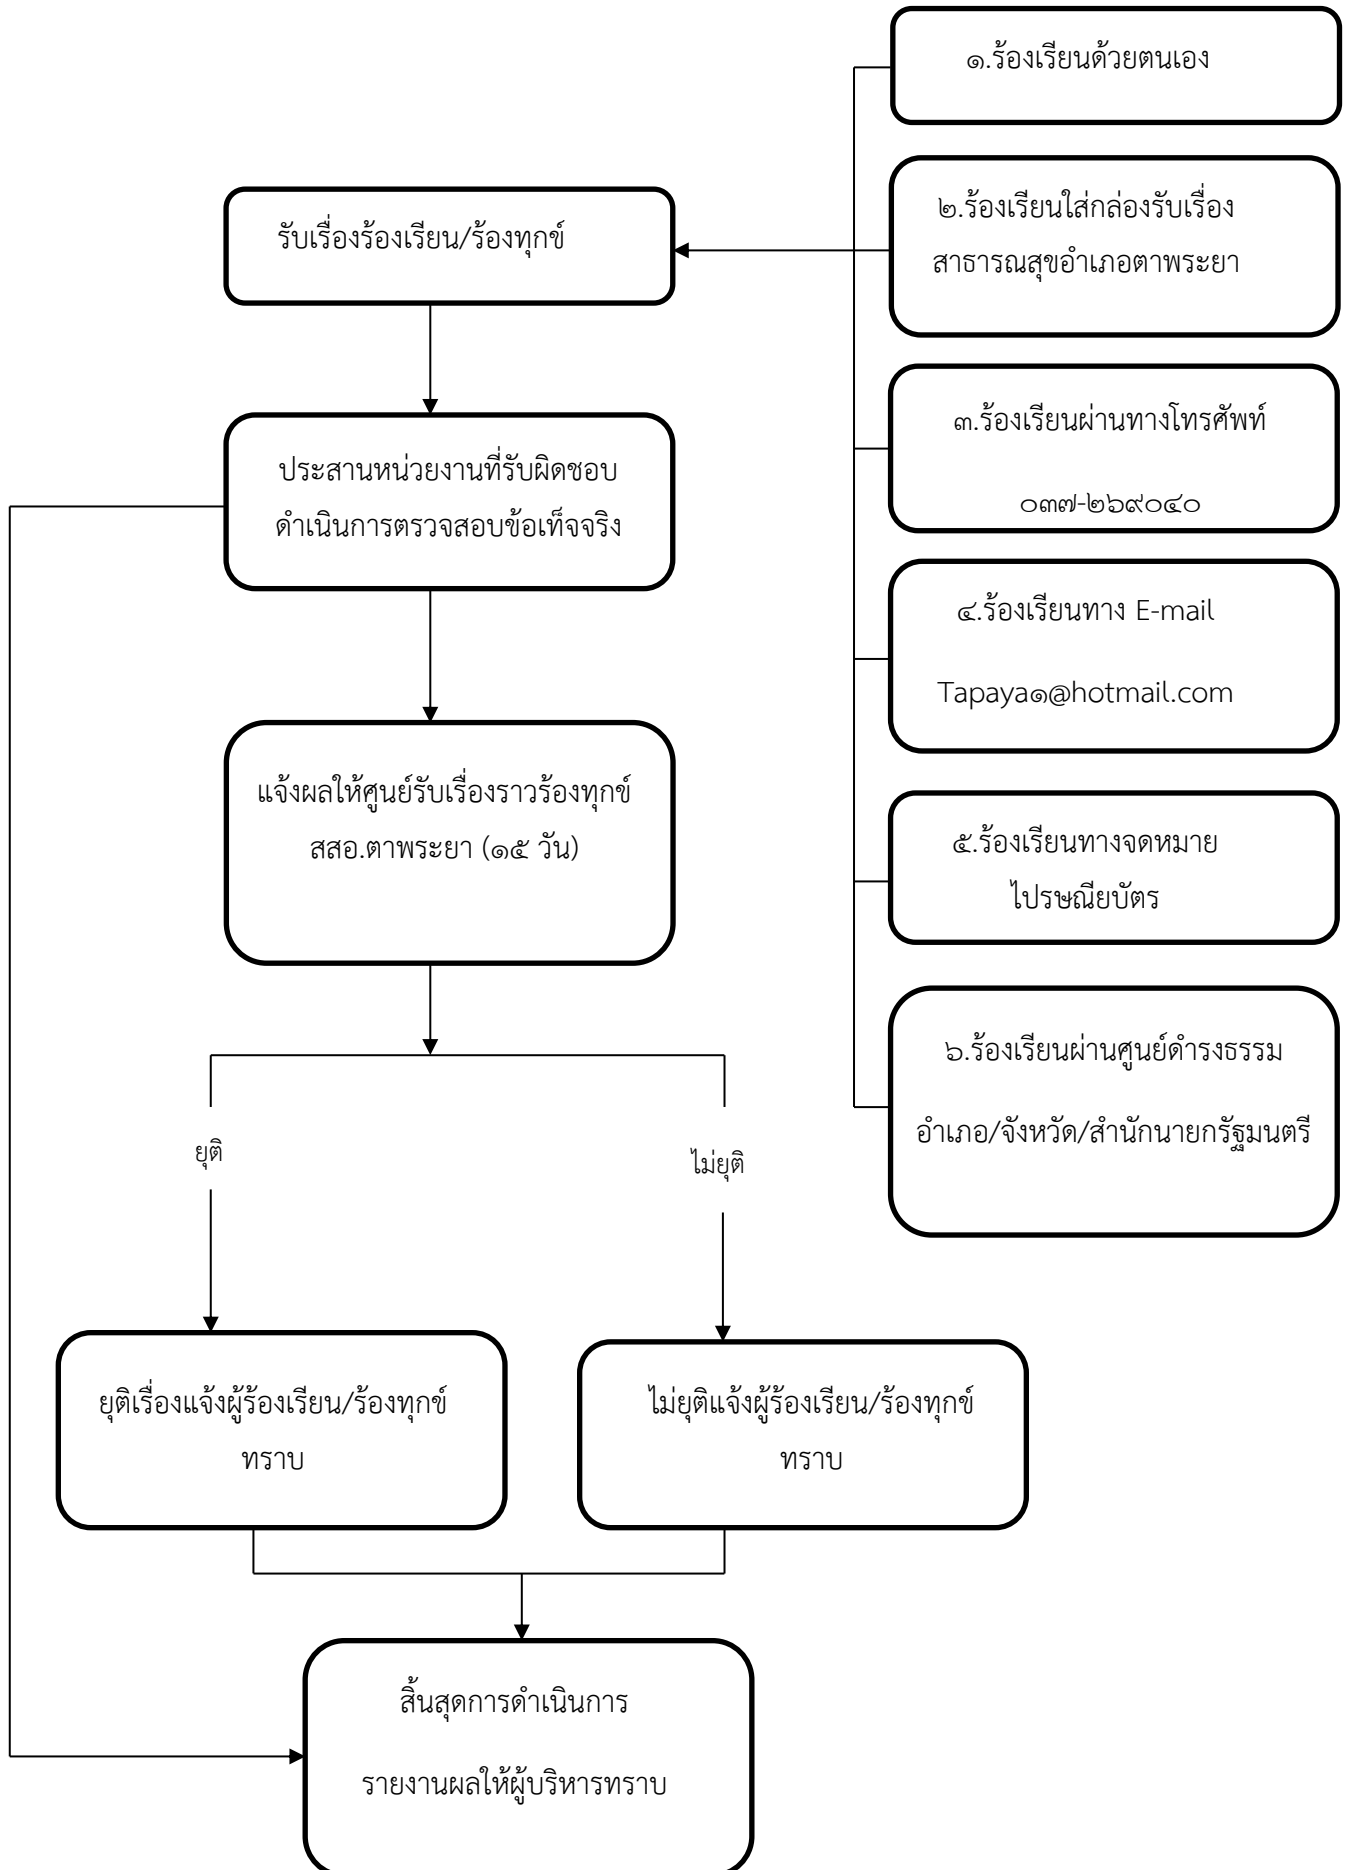 ๑.ร้องเรียนด้วยตนเอง
๒.ร้องเรียนใส่กล่องรับเรื่อง
สาธารณสุขอำเภอตาพระยา
รับเรื่องร้องเรียน/ร้องทุกข์
๓.ร้องเรียนผ่านทางโทรศัพท์
๐๓๗-๒๖๙๐๔๐
ประสานหน่วยงานที่รับผิดชอบ
ดำเนินการตรวจสอบข้อเท็จจริง
๔.ร้องเรียนทาง E-mail
Tapaya๑@hotmail.com
แจ้งผลให้ศูนย์รับเรื่องราวร้องทุกข์
สสอ.ตาพระยา (๑๕ วัน)
๕.ร้องเรียนทางจดหมาย
ไปรษณียบัตร
๖.ร้องเรียนผ่านศูนย์ดำรงธรรม
อำเภอ/จังหวัด/สำนักนายกรัฐมนตรี
ยุติ
ไม่ยุติ
ยุติเรื่องแจ้งผู้ร้องเรียน/ร้องทุกข์
ทราบ
ไม่ยุติแจ้งผู้ร้องเรียน/ร้องทุกข์
ทราบ
สิ้นสุดการดำเนินการ
รายงานผลให้ผู้บริหารทราบ